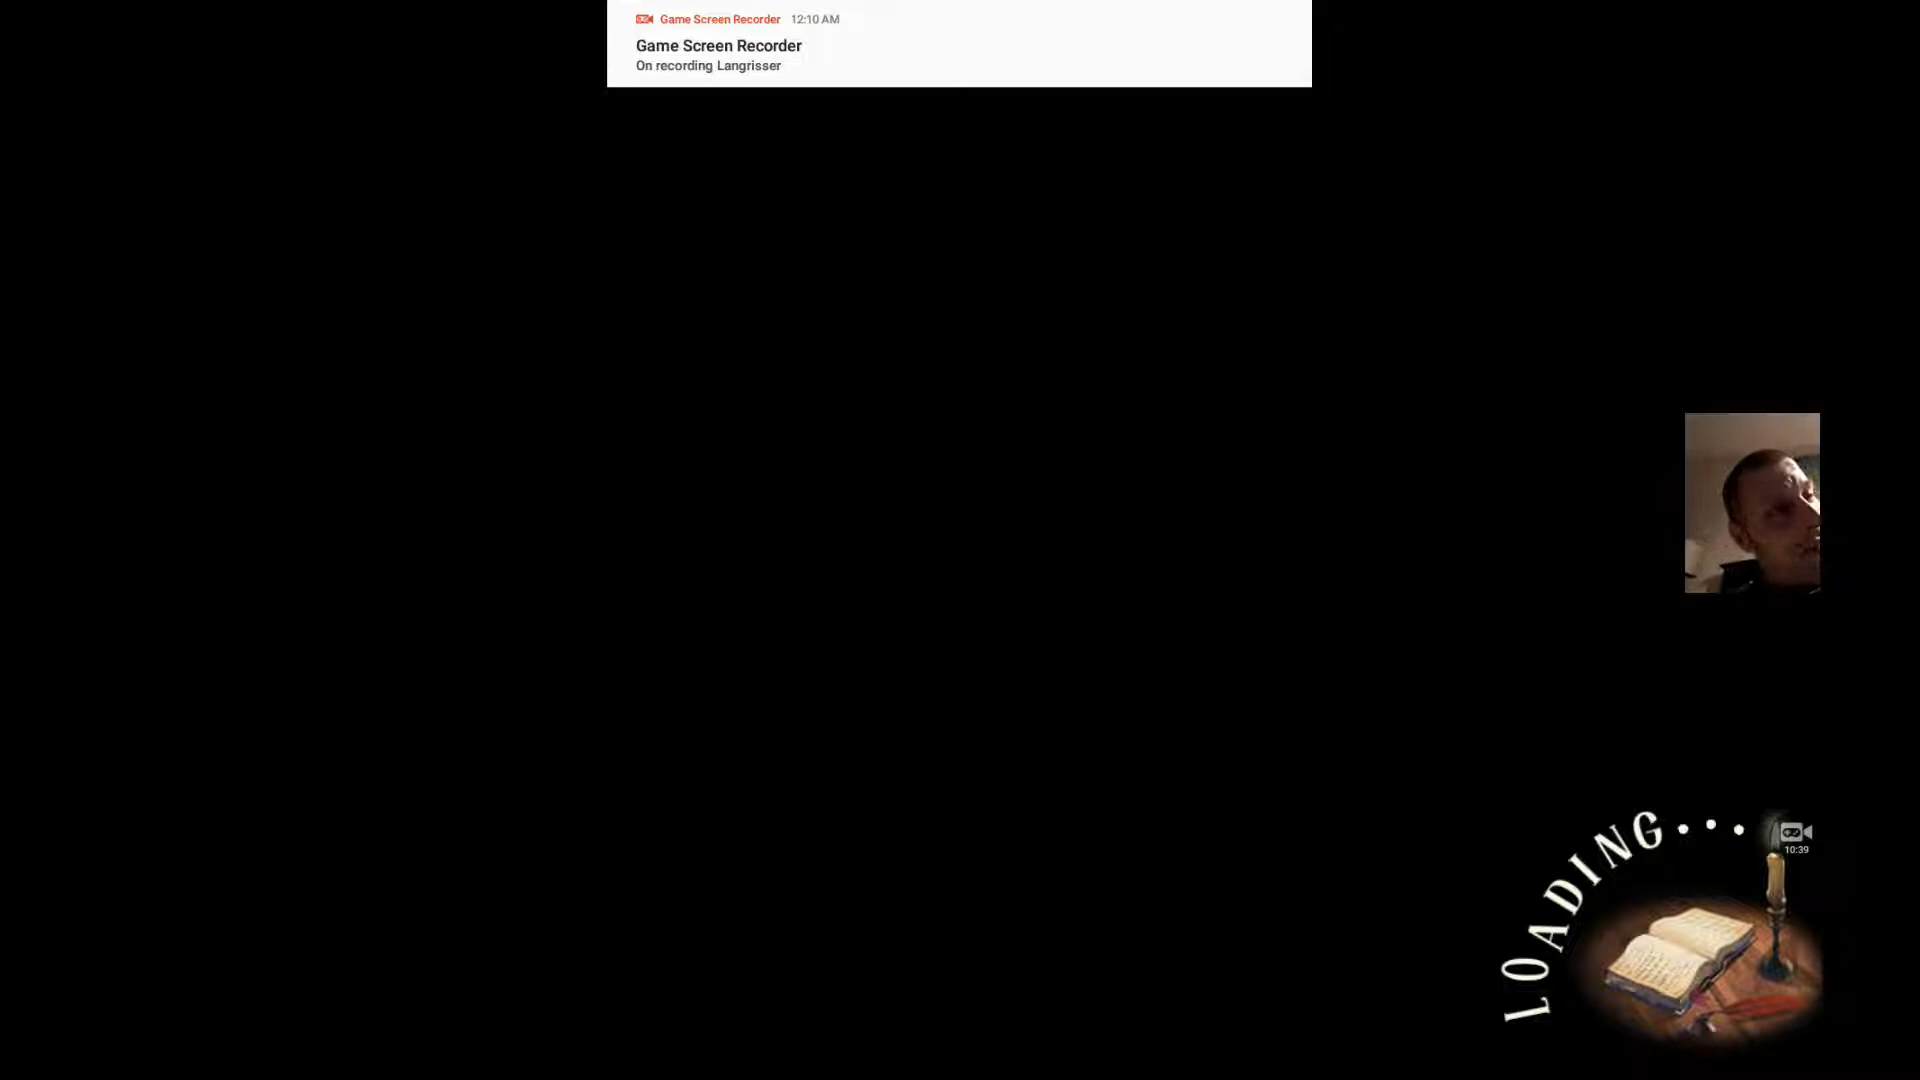 Game Screen Recorder 12:10 AM
Game Screen Recorder
On recording Langrisser
LOADING...
10:39